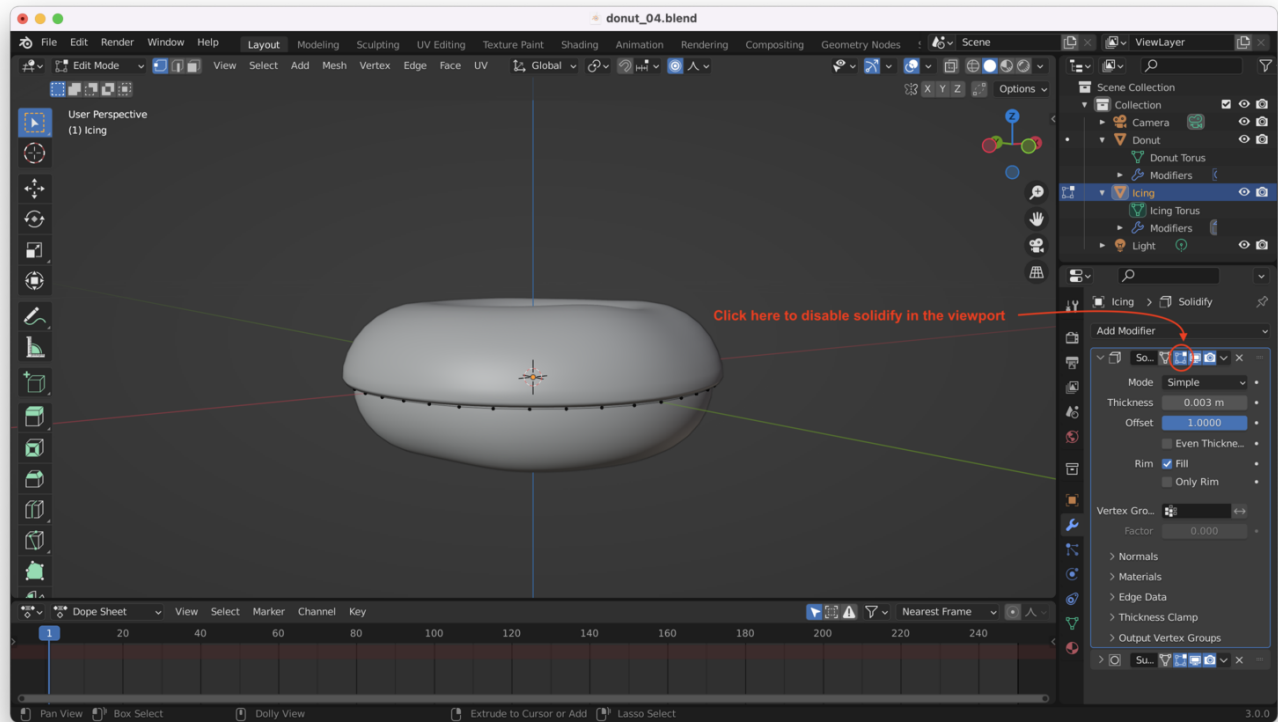 donut_04.blend
File Edit Render Window Help Layout Modeling Sculpting UV Editing Texture Paint Shading Animation Rendering Compositing Geometry Nodes Scene ViewLayer
Edit Mode View Select Add Mesh Vertex Edge Face UV Global
X Y Z Options
User Perspective
(1) Icing
Z
Scene Collection
Collection
Camera
Donut
Donut Torus
Modifiers
Icing
Icing Torus
Modifiers
Light
Click here to disable solidify in the viewport
Icing > Solidify
Add Modifier
So...
Mode Simple
Thickness 0.003 m
Offset 1.0000
Even Thickne...
Rim Fill
Only Rim
Vertex Gro...
Factor 0.000
Normals
Materials
Edge Data
Thickness Clamp
Output Vertex Groups
Su...
Dope Sheet View Select Marker Channel Key Nearest Frame
1 20 40 60 80 100 120 140 160 180 200 220 240
Pan View Box Select Dolly View Extrude to Cursor or Add Lasso Select 3.0.0